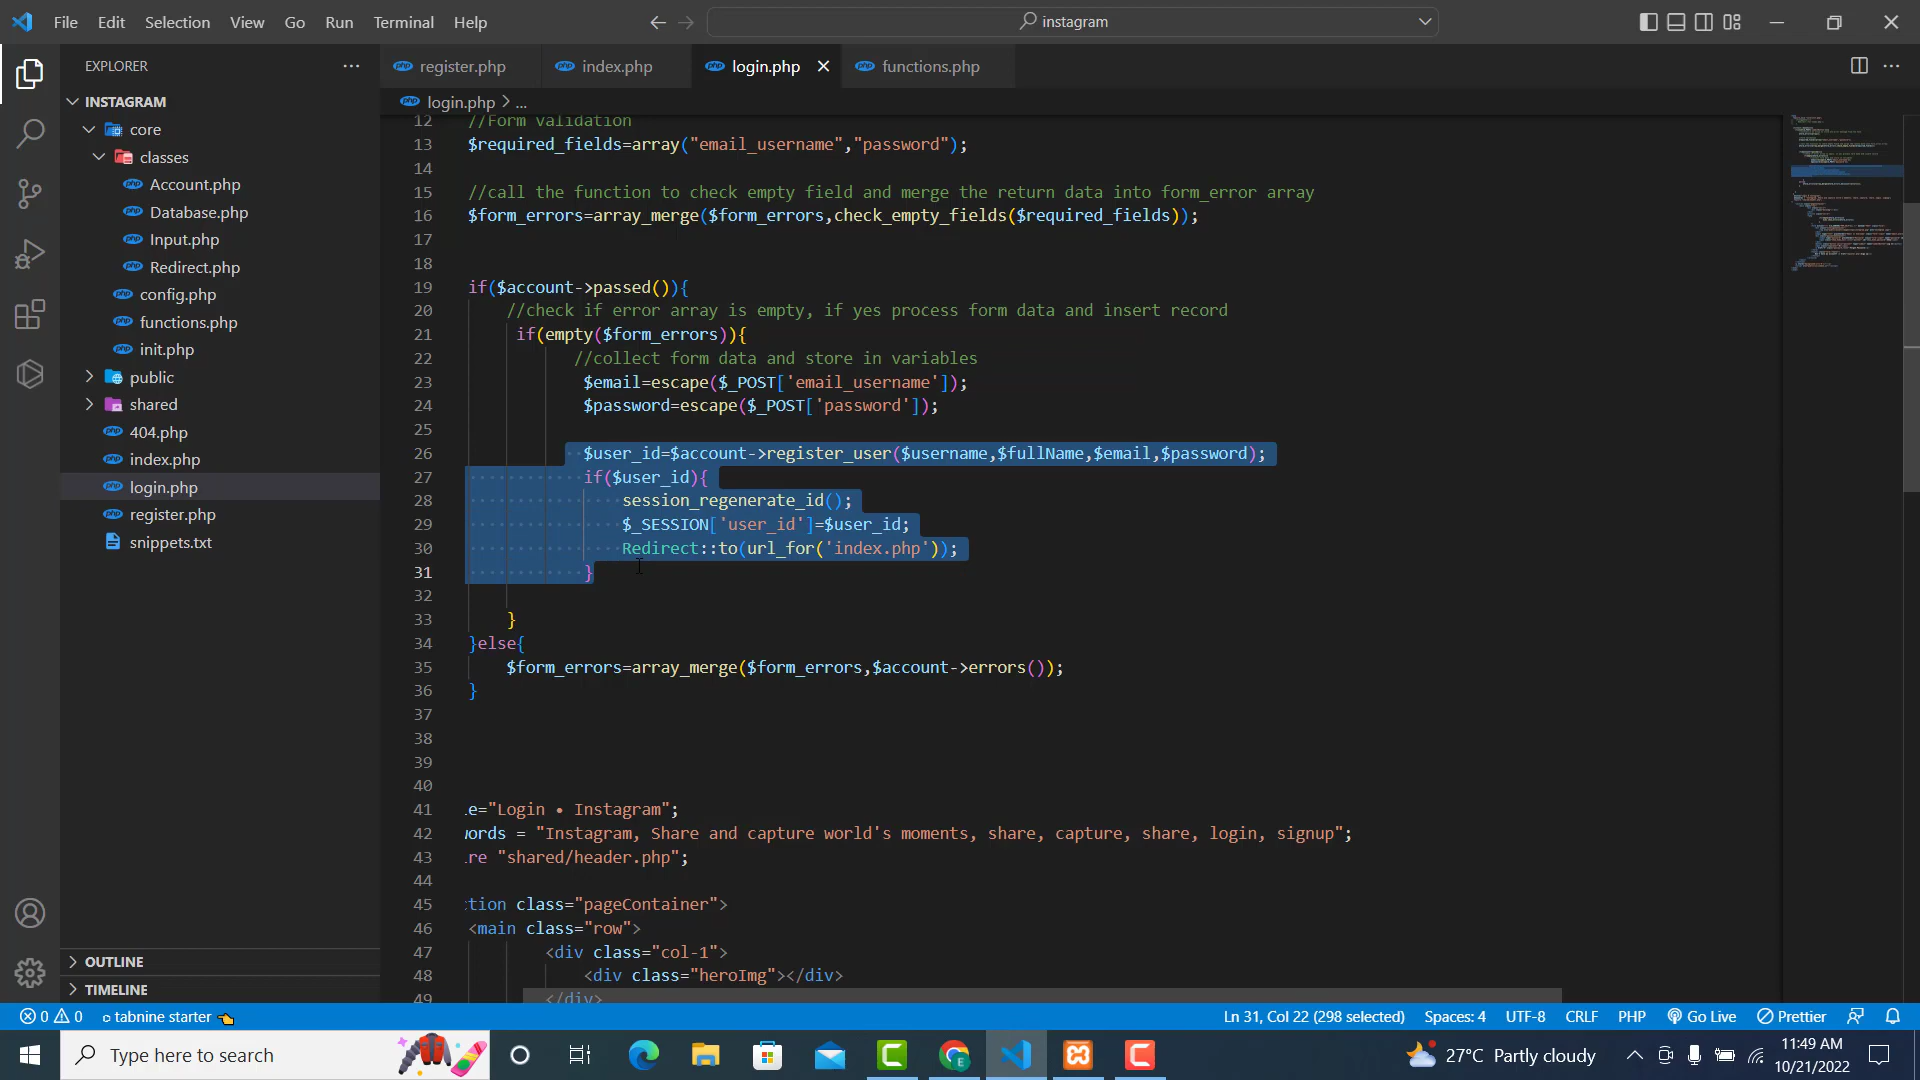 File Edit Selection View Go Run Terminal Help
instagram
EXPLORER
register.php
index.php
login.php
functions.php
INSTAGRAM
core
classes
Account.php
Database.php
Input.php
Redirect.php
config.php
functions.php
init.php
public
shared
404.php
index.php
login.php
register.php
snippets.txt
OUTLINE
TIMELINE
login.php > ...
12 //Form validation
13 $required_fields=array("email_username","password");
14
15 //call the function to check empty field and merge the return data into form_error array
16 $form_errors=array_merge($form_errors,check_empty_fields($required_fields));
17
18
19 if($account->passed()){
20 //check if error array is empty, if yes process form data and insert record
21 if(empty($form_errors)){
22 //collect form data and store in variables
23 $email=escape($_POST['email_username']);
24 $password=escape($_POST['password']);
25
26 $user_id=$account->register_user($username,$fullName,$email,$password);
27 if($user_id){
28 session_regenerate_id();
29 $_SESSION['user_id']=$user_id;
30 Redirect::to(url_for('index.php'));
31 }
32
33 }
34 }else{
35 $form_errors=array_merge($form_errors,$account->errors());
36 }
37
38
39
40
41 e="Login • Instagram";
42 ords = "Instagram, Share and capture world's moments, share, capture, share, login, signup";
43 re "shared/header.php";
44
45 tion class="pageContainer">
46 <main class="row">
47 <div class="col-1">
48 <div class="heroImg"></div>
49 </div>
0 0 tabnine starter
Ln 31, Col 22 (298 selected) Spaces: 4 UTF-8 CRLF PHP Go Live Prettier
Type here to search
27°C Partly cloudy
11:49 AM
10/21/2022